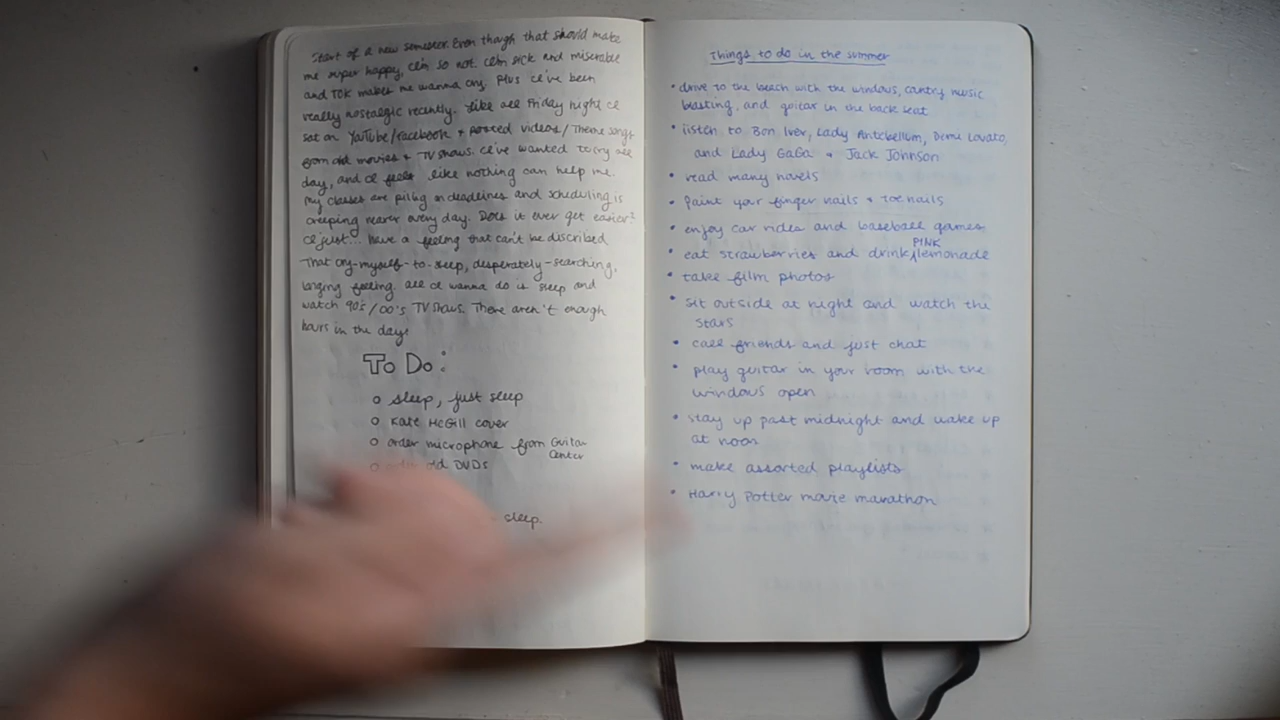 Start of a new semester. Even though that should make
me super happy, I'm so not. I'm sick and miserable
and TOK makes me wanna cry. Plus I've been
really nostalgic recently. Like all Friday night I
sat on YouTube/Facebook + posted videos/Theme songs
from old movies + TV shows. I've wanted to cry all
day, and I feel like nothing can help me.
My classes are piling on deadlines and scheduling is
creeping nearer every day. Does it ever get easier?
I just... have a feeling that can't be discribed
That cry-myself-to-sleep, desperately-searching,
longing feeling. All I wanna do is sleep and
watch 90's/00's TV shows. There aren't enough
hours in the day!
To Do:
sleep, just sleep
Kate McGill cover
order microphone from Guitar
Center
old DVDs
sleep.
Things to do in the summer
• drive to the beach with the windows, cantry music
blasting, and guitar in the back seat
• listen to Bon Iver, Lady Antebellum, Demi Lovato,
and Lady GaGa + Jack Johnson
• read many novels
• paint your finger nails + toe nails
• enjoy car rides and baseball games
• eat strawberries and drink PINK lemonade
• take film photos
• sit outside at night and watch the
stars
• call friends and just chat
• play guitar in your room with the
windows open
• stay up past midnight and wake up
at noon
• make assorted playlists
• Harry Potter movie marathon